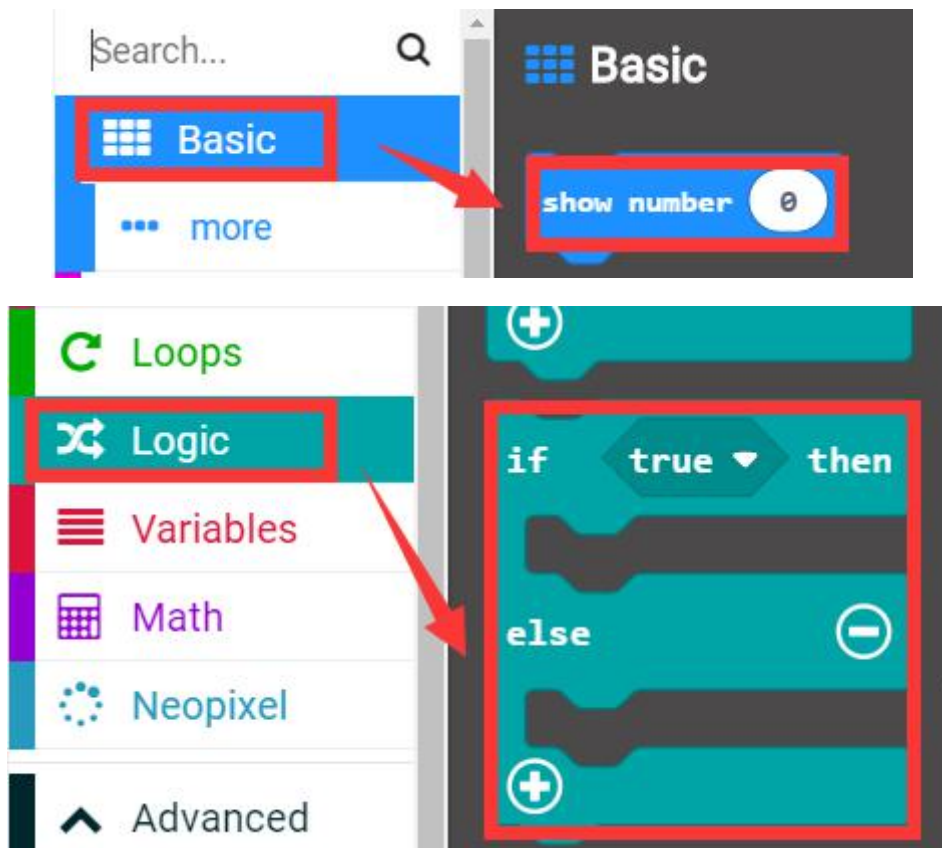 Search...
Basic
more
Basic
show number 0
Loops
Logic
Variables
Math
Neopixel
Advanced
if true then
else